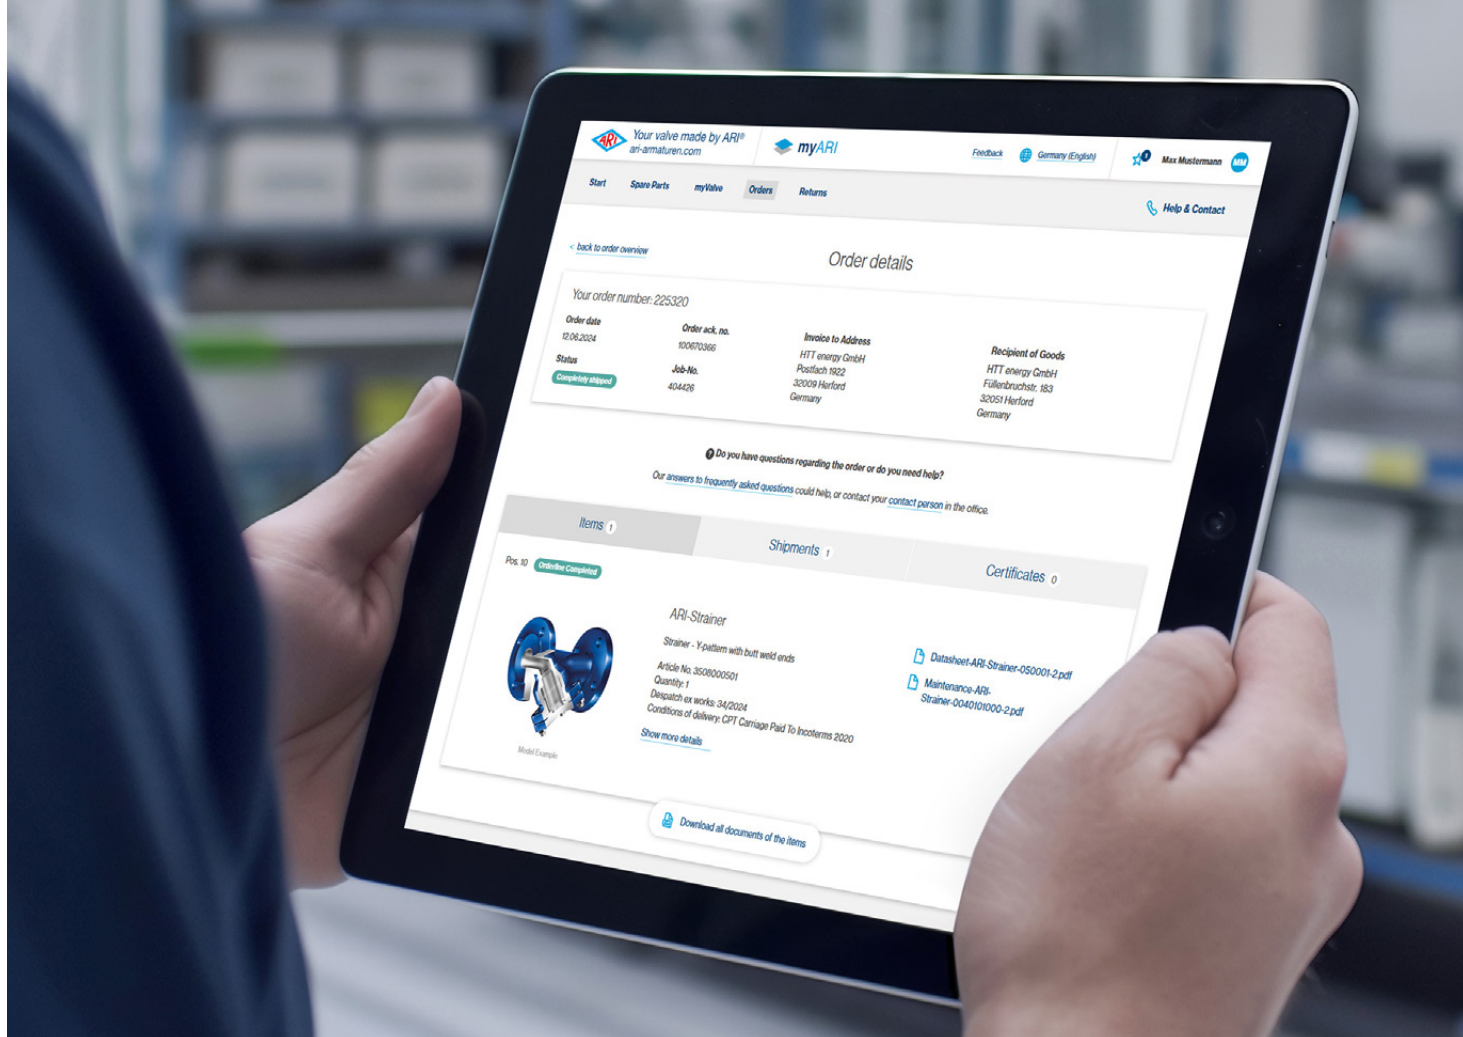 ARI
Your valve made by ARI®
ari-armaturen.com
myARI
Feedback
Germany (English)
Max Mustermann
MM
Start
Spare Parts
myValve
Orders
Returns
Help & Contact
< back to order overview
Order details
Your order number: 225320
Order date
12.06.2024
Status
Completely shipped
Order ack. no.
100670366
Job-No.
404426
Invoice to Address
HTT energy GmbH
Postfach 1922
32009 Herford
Germany
Recipient of Goods
HTT energy GmbH
Füllenbruchstr. 183
32051 Herford
Germany
? Do you have questions regarding the order or do you need help?
Our answers to frequently asked questions could help, or contact your contact person in the office.
Items 1
Shipments 1
Certificates 0
Pos. 10 Orderline Completed
Model Example
ARI-Strainer
Strainer - Y-pattern with butt weld ends
Article No. 3508000501
Quantity: 1
Despatch ex works: 34/2024
Conditions of delivery: CPT Carriage Paid To Incoterms 2020
Show more details
Datasheet-ARI-Strainer-050001-2.pdf
Maintenance-ARI-
Strainer-0040101000-2.pdf
Download all documents of the items